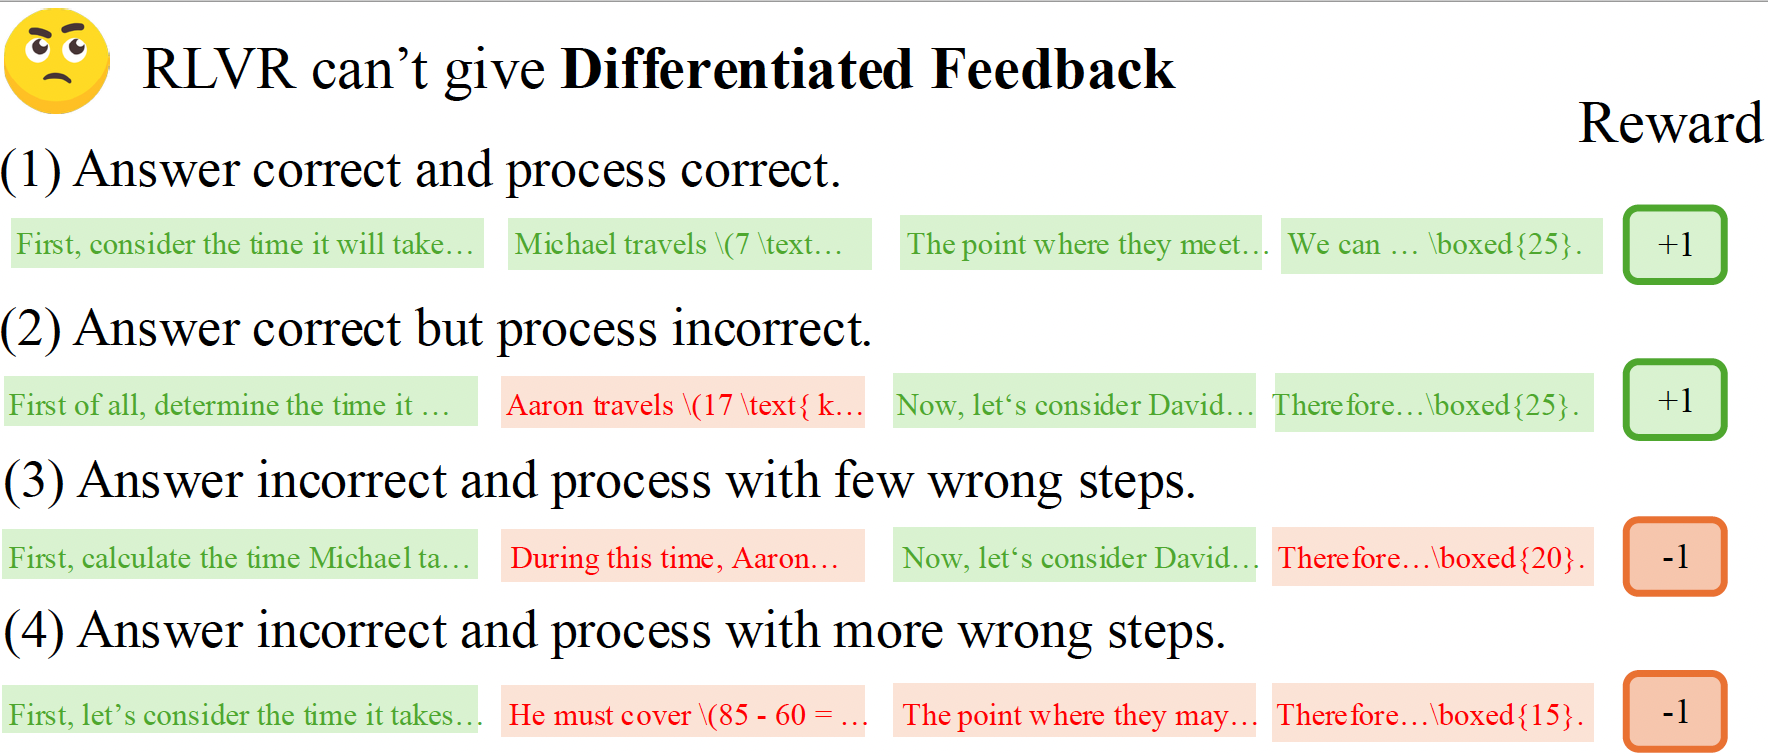 RLVR can’t give Differentiated Feedback
Reward
(1) Answer correct and process correct.
First, consider the time it will take… Michael travels \(7 \text… The point where they meet… We can … \boxed{25}. +1
(2) Answer correct but process incorrect.
First of all, determine the time it … Aaron travels \(17 \text{ k… Now, let‘s consider David… Therefore…\boxed{25}. +1
(3) Answer incorrect and process with few wrong steps.
First, calculate the time Michael ta… During this time, Aaron… Now, let‘s consider David… Therefore…\boxed{20}. -1
(4) Answer incorrect and process with more wrong steps.
First, let’s consider the time it takes… He must cover \(85 - 60 = … The point where they may… Therefore…\boxed{15}. -1